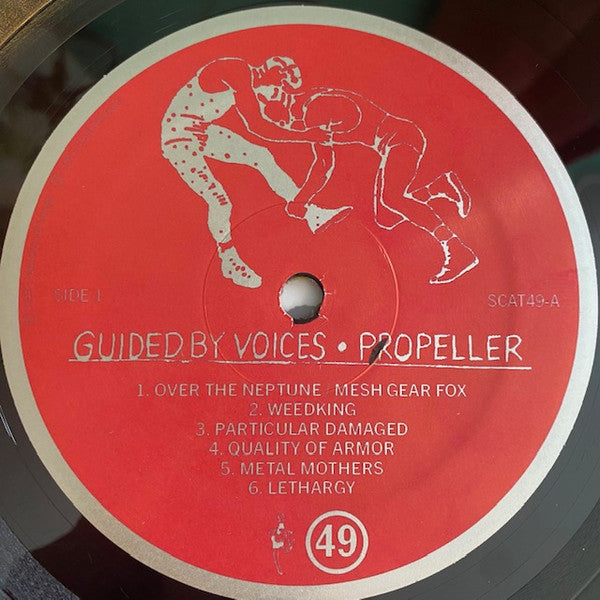 SIDE 1
SCAT49-A
GUIDED BY VOICES • PROPELLER
1. OVER THE NEPTUNE MESH GEAR FOX
2. WEEDKING
3. PARTICULAR DAMAGED
4. QUALITY OF ARMOR
5. METAL MOTHERS
6. LETHARGY
49